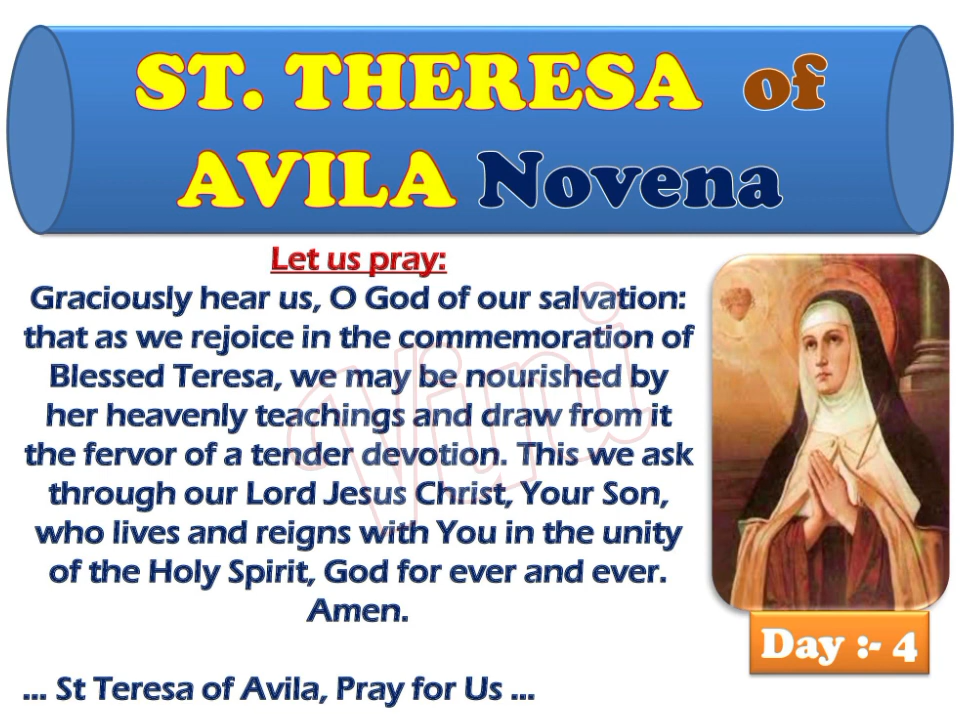 ST. THERESA of
AVILA Novena
Let us pray:
Graciously hear us, O God of our salvation:
that as we rejoice in the commemoration of
Blessed Teresa, we may be nourished by
her heavenly teachings and draw from it
the fervor of a tender devotion. This we ask
through our Lord Jesus Christ, Your Son,
who lives and reigns with You in the unity
of the Holy Spirit, God for ever and ever.
Amen.
... St Teresa of Avila, Pray for Us ...
Day :- 4
Vini